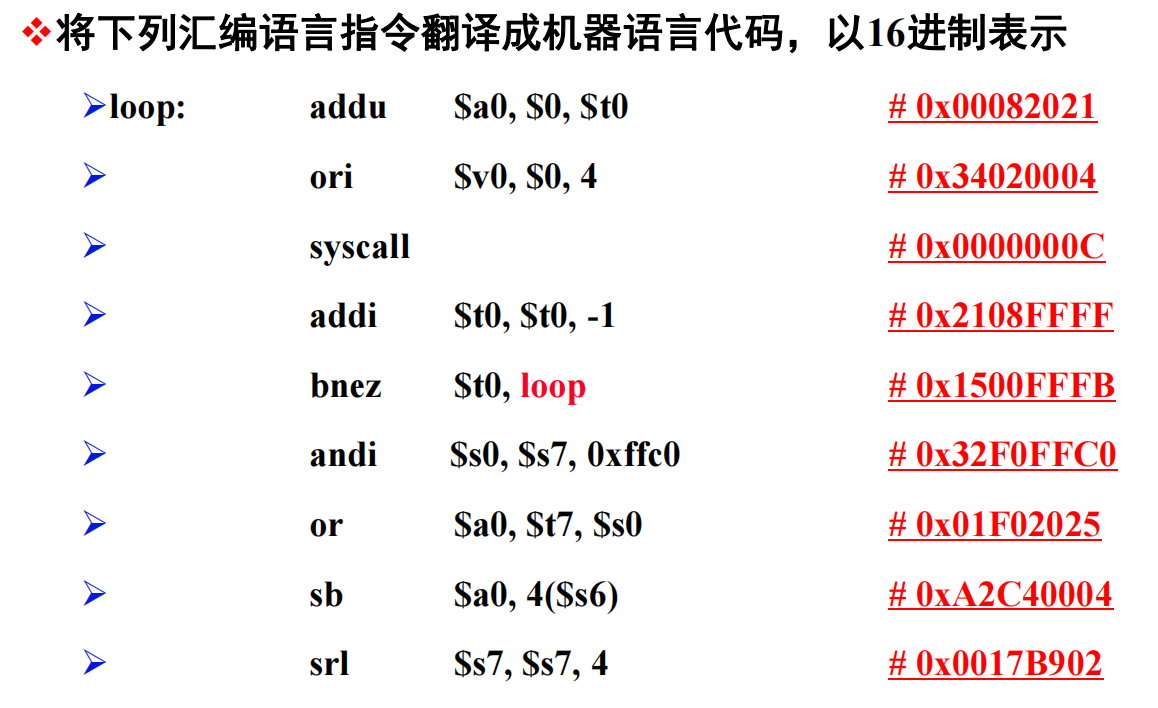 将下列汇编语言指令翻译成机器语言代码，以16进制表示
loop: addu $a0, $0, $t0 # 0x00082021
ori $v0, $0, 4 # 0x34020004
syscall # 0x0000000C
addi $t0, $t0, -1 # 0x2108FFFF
bnez $t0, loop # 0x1500FFFB
andi $s0, $s7, 0xffc0 # 0x32F0FFC0
or $a0, $t7, $s0 # 0x01F02025
sb $a0, 4($s6) # 0xA2C40004
srl $s7, $s7, 4 # 0x0017B902